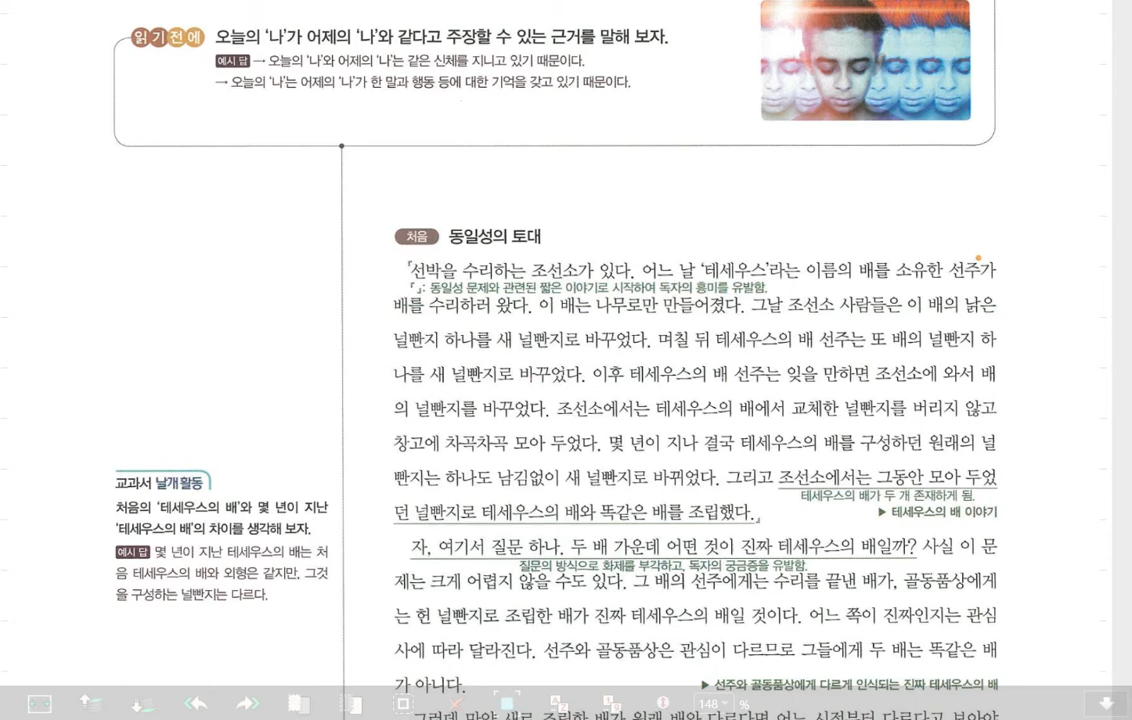 읽기 전에 오늘의 '나'가 어제의 '나'와 같다고 주장할 수 있는 근거를 말해 보자.
예시 답 → 오늘의 '나'와 어제의 '나'는 같은 신체를 지니고 있기 때문이다.
→ 오늘의 '나'는 어제의 '나'가 한 말과 행동 등에 대한 기억을 갖고 있기 때문이다.
처음 동일성의 토대
『선박을 수리하는 조선소가 있다. 어느 날 '테세우스'라는 이름의 배를 소유한 선주가
『 』: 동일성 문제와 관련된 짧은 이야기로 시작하여 독자의 흥미를 유발함.
배를 수리하러 왔다. 이 배는 나무로만 만들어졌다. 그날 조선소 사람들은 이 배의 낡은
널빤지 하나를 새 널빤지로 바꾸었다. 며칠 뒤 테세우스의 배 선주는 또 배의 널빤지 하
나를 새 널빤지로 바꾸었다. 이후 테세우스의 배 선주는 잊을 만하면 조선소에 와서 배
의 널빤지를 바꾸었다. 조선소에서는 테세우스의 배에서 교체한 널빤지를 버리지 않고
창고에 차곡차곡 모아 두었다. 몇 년이 지나 결국 테세우스의 배를 구성하던 원래의 널
빤지는 하나도 남김없이 새 널빤지로 바뀌었다. 그리고 조선소에서는 그동안 모아 두었
테세우스의 배가 두 개 존재하게 됨.
던 널빤지로 테세우스의 배와 똑같은 배를 조립했다.』
▶ 테세우스의 배 이야기
자, 여기서 질문 하나. 두 배 가운데 어떤 것이 진짜 테세우스의 배일까? 사실 이 문
질문의 방식으로 화제를 부각하고, 독자의 궁금증을 유발함.
제는 크게 어렵지 않을 수도 있다. 그 배의 선주에게는 수리를 끝낸 배가, 골동품상에게
는 헌 널빤지로 조립한 배가 진짜 테세우스의 배일 것이다. 어느 쪽이 진짜인지는 관심
사에 따라 달라진다. 선주와 골동품상은 관심이 다르므로 그들에게 두 배는 똑같은 배
가 아니다.
▶ 선주와 골동품상에게 다르게 인식되는 진짜 테세우스의 배
교과서 날개 활동
처음의 '테세우스의 배'와 몇 년이 지난
'테세우스의 배'의 차이를 생각해 보자.
예시 답 몇 년이 지난 테세우스의 배는 처
음 테세우스의 배와 외형은 같지만, 그것
을 구성하는 널빤지는 다르다.
148 %